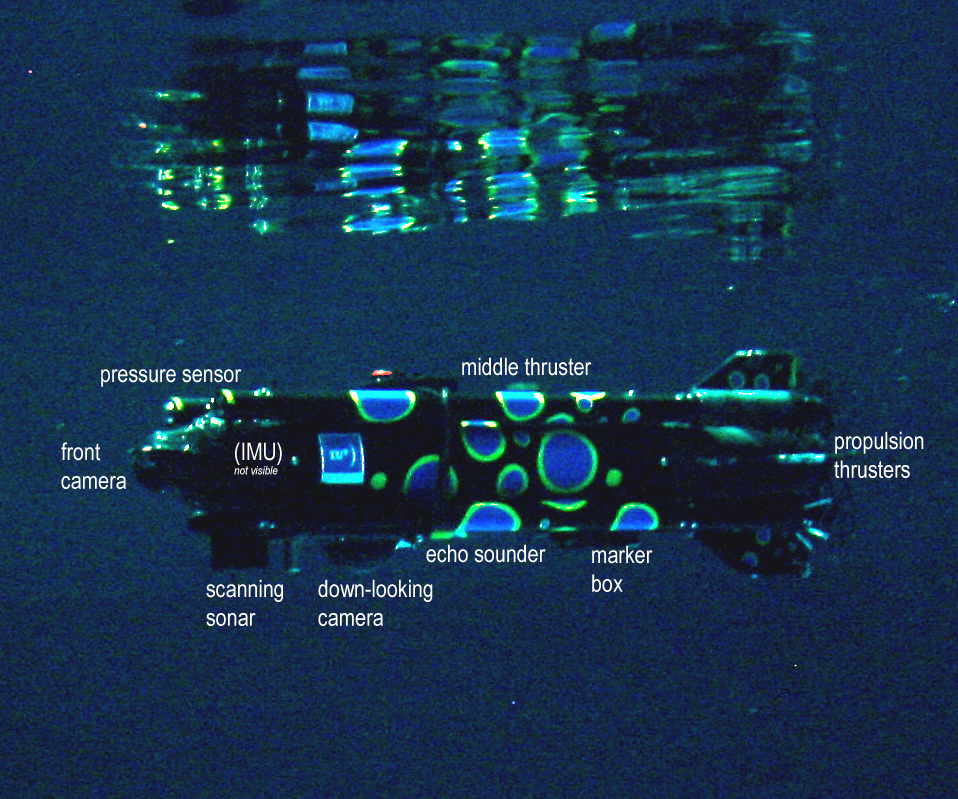 pressure sensor
middle thruster
front
camera
(IMU)
not visible
propulsion
thrusters
echo sounder
marker
box
scanning
sonar
down-looking
camera